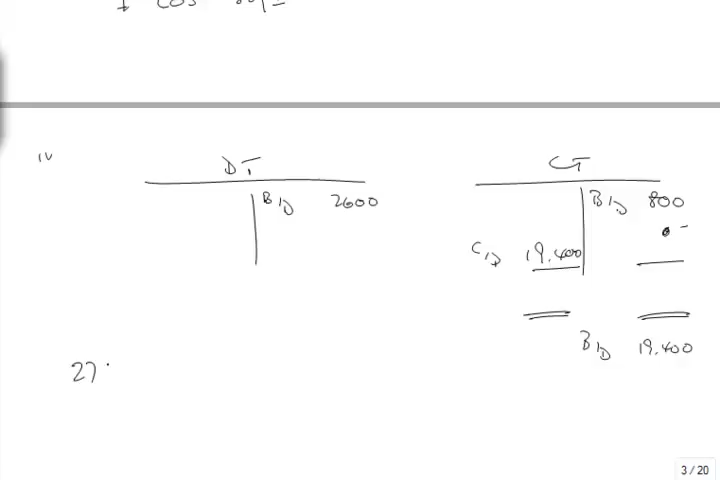 IV
DT CT
B/D 2600 B/D 800
C/D 19.400
B/D 19.400
27
3 / 20